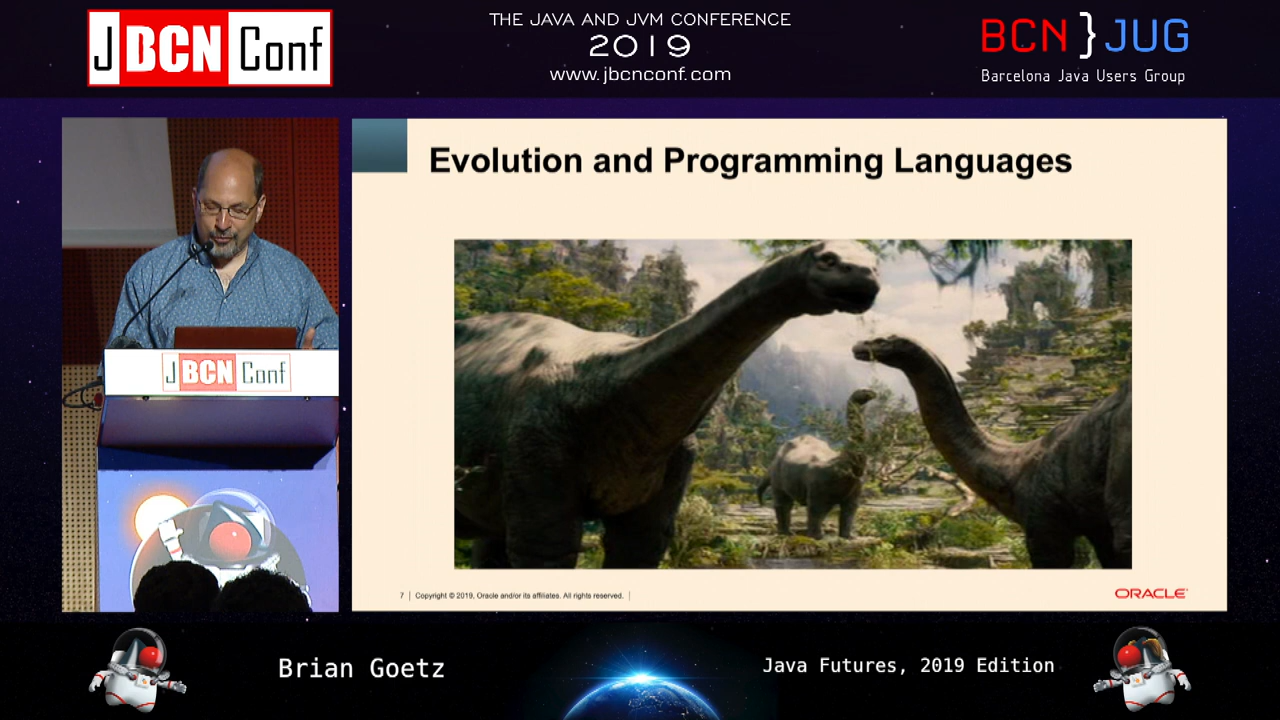 JBCNConf
THE JAVA AND JVM CONFERENCE
2019
www.jbcnconf.com
BCN}JUG
Barcelona Java Users Group
Evolution and Programming Languages
JBCNConf
7 | Copyright © 2019, Oracle and/or its affiliates. All rights reserved. |
ORACLE®
Brian Goetz
Java Futures, 2019 Edition